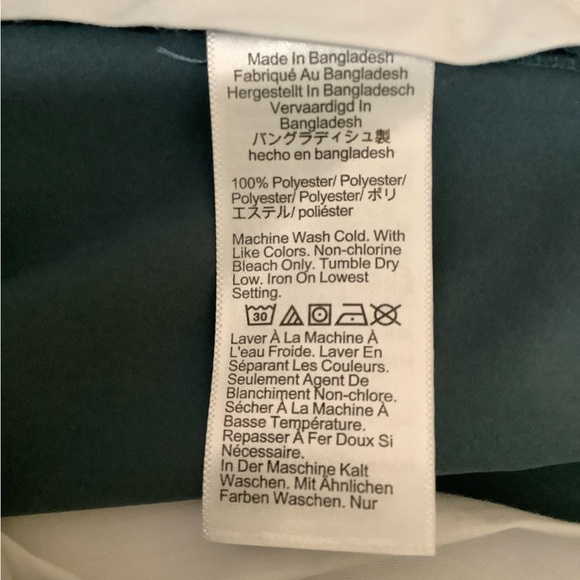 Made In Bangladesh
Fabriqué Au Bangladesh
Hergestellt In Bangladesch
Vervaardigd In
Bangladesh
バングラディシュ製
hecho en bangladesh
100% Polyester/ Polyester/
Polyester/ Polyester/ ポリ
エステル/ poliéster
Machine Wash Cold. With
Like Colors. Non-chlorine
Bleach Only. Tumble Dry
Low. Iron On Lowest
Setting.
30
Laver À La Machine À
L'eau Froide. Laver En
Séparant Les Couleurs.
Seulement Agent De
Blanchiment Non-chlore.
Sécher À La Machine À
Basse Température.
Repasser À Fer Doux Si
Nécessaire.
In Der Maschine Kalt
Waschen. Mit Ähnlichen
Farben Waschen. Nur